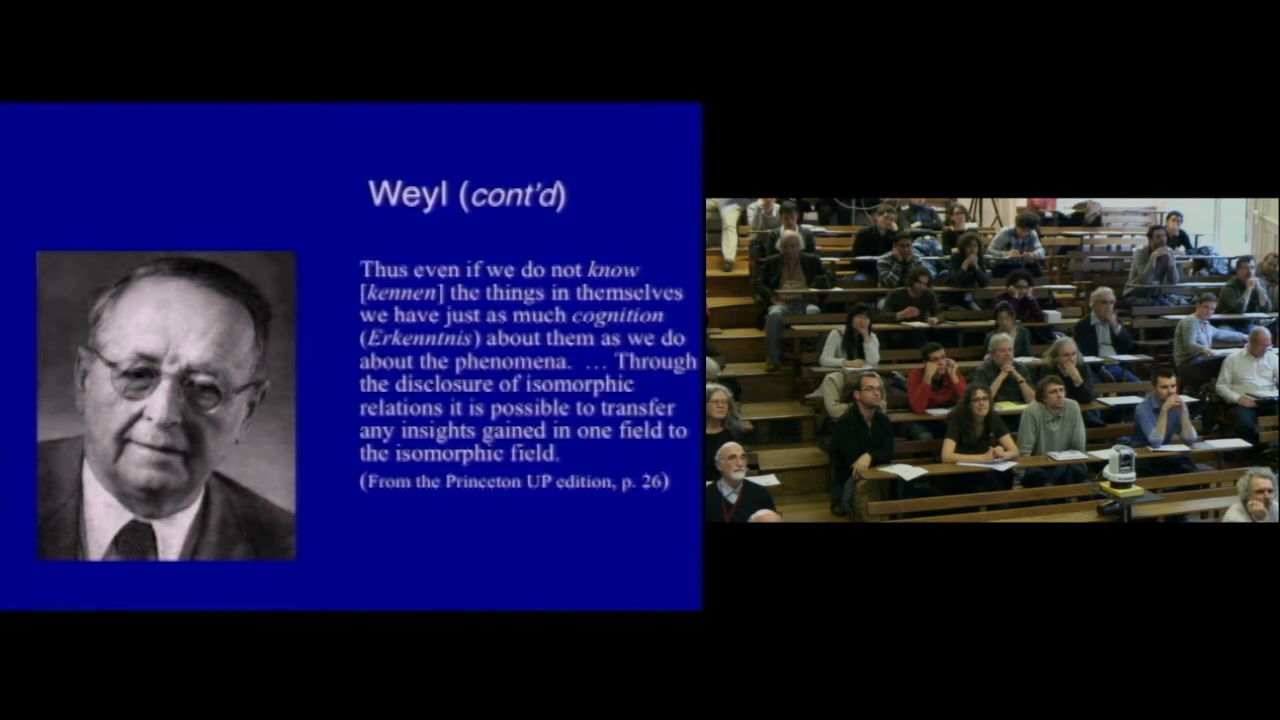 Weyl (cont'd)
Thus even if we do not know
[kennen] the things in themselves
we have just as much cognition
(Erkenntnis) about them as we do
about the phenomena. … Through
the disclosure of isomorphic
relations it is possible to transfer
any insights gained in one field to
the isomorphic field.
(From the Princeton UP edition, p. 26)